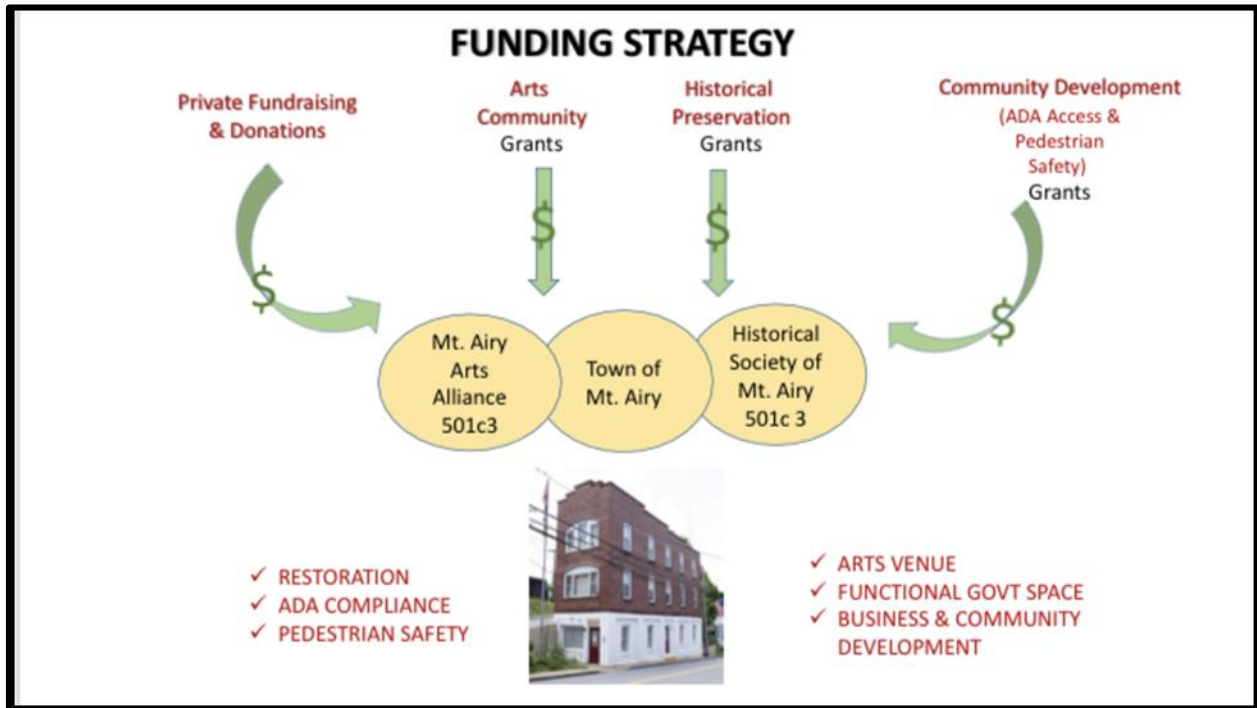 FUNDING STRATEGY
Private Fundraising
& Donations
Arts
Community
Grants
Historical
Preservation
Grants
Community Development
(ADA Access &
Pedestrian
Safety)
Grants
$
$
$
$
Mt. Airy
Arts
Alliance
501c3
Town of
Mt. Airy
Historical
Society of
Mt. Airy
501c 3
✓ RESTORATION
✓ ADA COMPLIANCE
✓ PEDESTRIAN SAFETY
✓ ARTS VENUE
✓ FUNCTIONAL GOVT SPACE
✓ BUSINESS & COMMUNITY
DEVELOPMENT